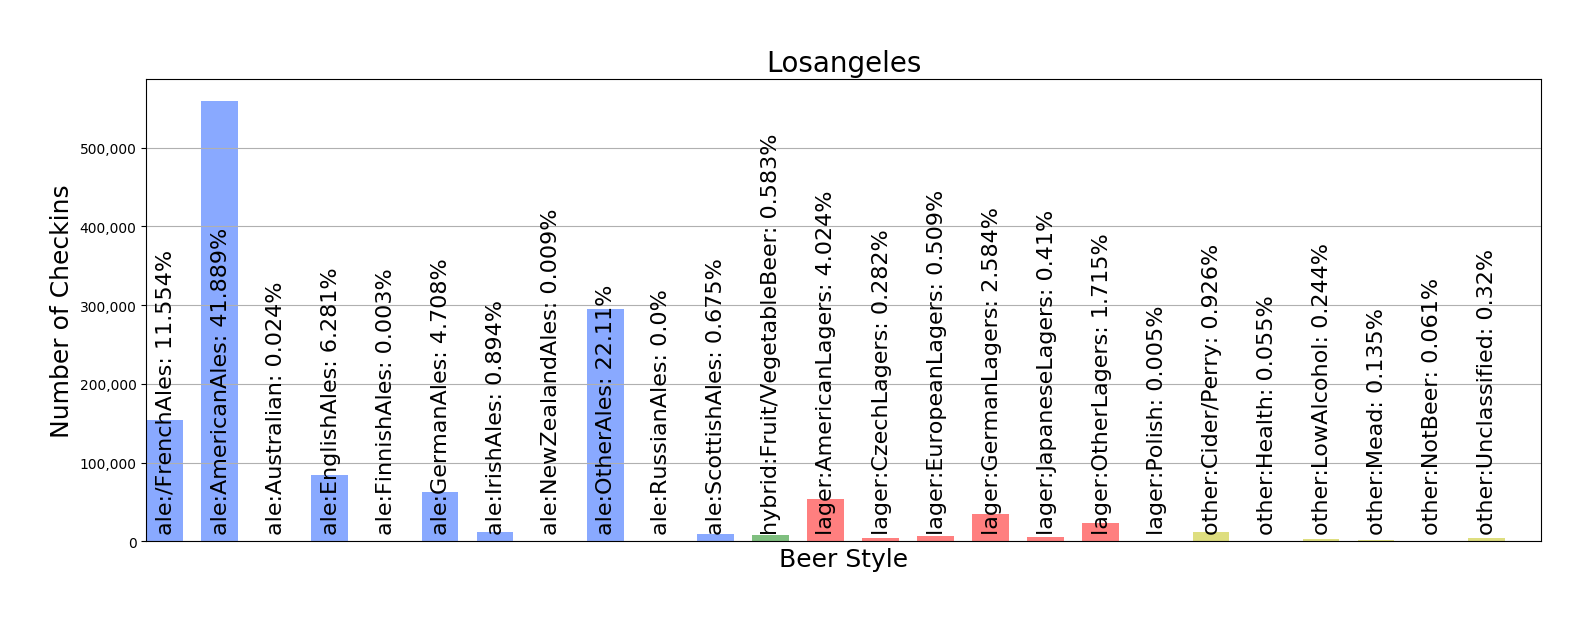 Losangeles
Number of Checkins
500,000
400,000
300,000
200,000
100,000
0
ale:/FrenchAles: 11.554%
ale:AmericanAles: 41.889%
ale:Australian: 0.024%
ale:EnglishAles: 6.281%
ale:FinnishAles: 0.003%
ale:GermanAles: 4.708%
ale:IrishAles: 0.894%
ale:NewZealandAles: 0.009%
ale:OtherAles: 22.11%
ale:RussianAles: 0.0%
ale:ScottishAles: 0.675%
hybrid:Fruit/VegetableBeer: 0.583%
lager:AmericanLagers: 4.024%
lager:CzechLagers: 0.282%
lager:EuropeanLagers: 0.509%
lager:GermanLagers: 2.584%
lager:JapaneseLagers: 0.41%
lager:OtherLagers: 1.715%
lager:Polish: 0.005%
other:Cider/Perry: 0.926%
other:Health: 0.055%
other:LowAlcohol: 0.244%
other:Mead: 0.135%
other:NotBeer: 0.061%
other:Unclassified: 0.32%
Beer Style